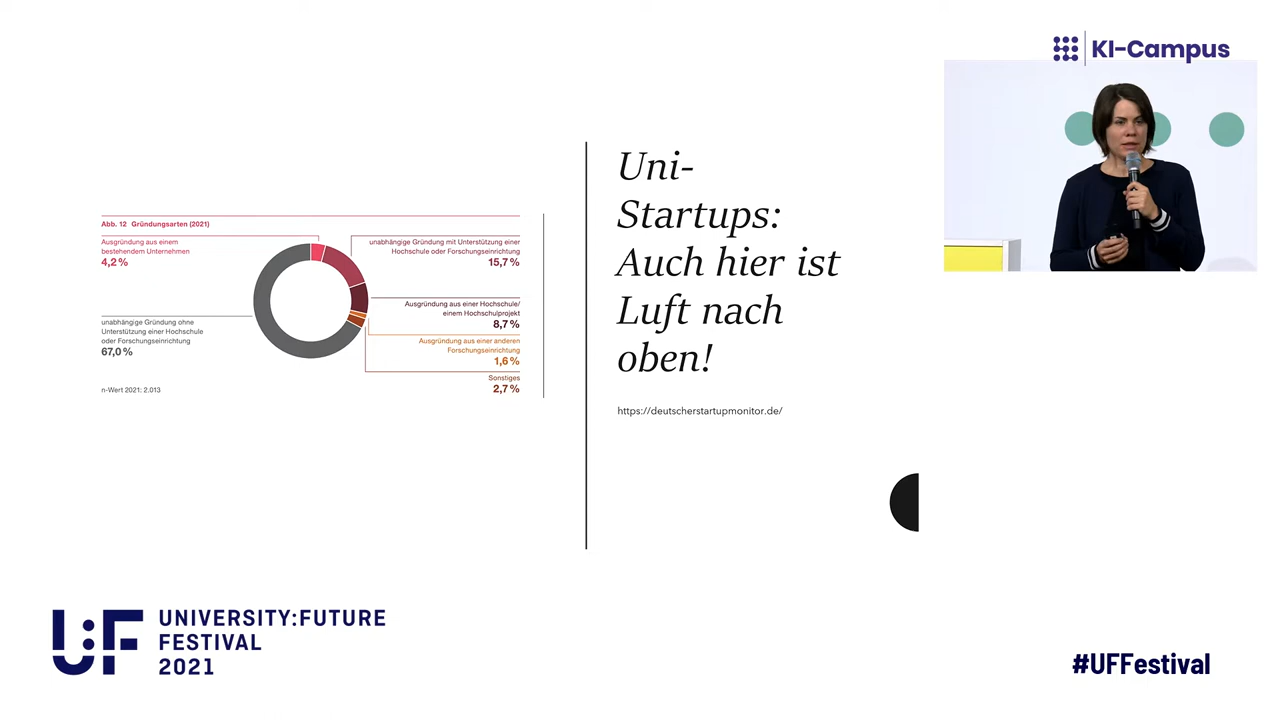 KI-Campus
Uni-
Startups:
Auch hier ist
Luft nach
oben!
https://deutscherstartupmonitor.de/
Abb. 12 Gründungsarten (2021)
Ausgründung aus einem
bestehendem Unternehmen
4,2 %
unabhängige Gründung mit Unterstützung einer
Hochschule oder Forschungseinrichtung
15,7 %
Ausgründung aus einer Hochschule/
einem Hochschulprojekt
8,7 %
unabhängige Gründung ohne
Unterstützung einer Hochschule
oder Forschungseinrichtung
67,0 %
Ausgründung aus einer anderen
Forschungseinrichtung
1,6 %
Sonstiges
2,7 %
n-Wert 2021: 2.013
U:F
UNIVERSITY:FUTURE
FESTIVAL
2021
#UFFestival